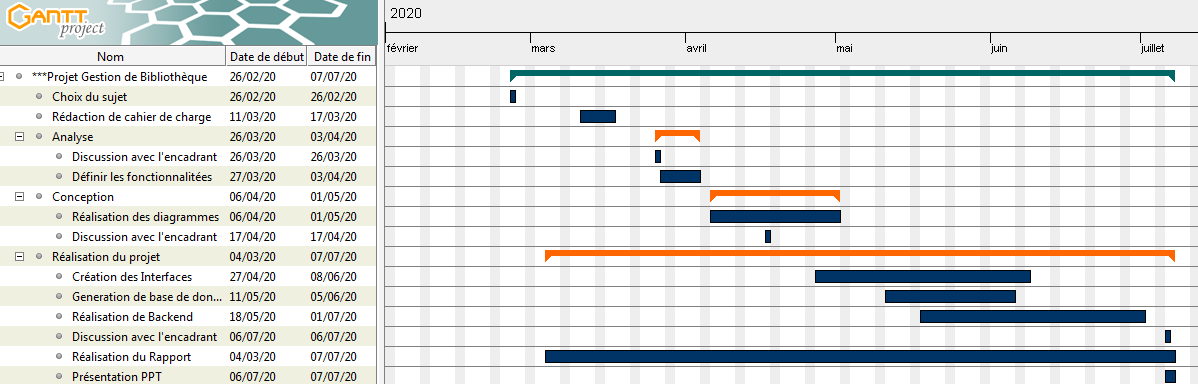 GANTT
project
2020
février mars avril mai juin juillet
Nom Date de début Date de fin
***Projet Gestion de Bibliothèque 26/02/20 07/07/20
Choix du sujet 26/02/20 26/02/20
Rédaction de cahier de charge 11/03/20 17/03/20
Analyse 26/03/20 03/04/20
Discussion avec l'encadrant 26/03/20 26/03/20
Définir les fonctionnalitées 27/03/20 03/04/20
Conception 06/04/20 01/05/20
Réalisation des diagrammes 06/04/20 01/05/20
Discussion avec l'encadrant 17/04/20 17/04/20
Réalisation du projet 04/03/20 07/07/20
Création des Interfaces 27/04/20 08/06/20
Generation de base de don... 11/05/20 05/06/20
Réalisation de Backend 18/05/20 01/07/20
Discussion avec l'encadrant 06/07/20 06/07/20
Réalisation du Rapport 04/03/20 07/07/20
Présentation PPT 06/07/20 07/07/20